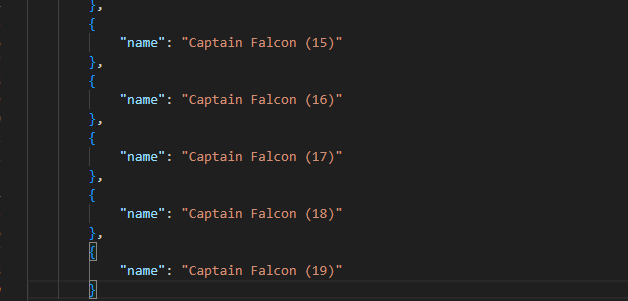 },
{
"name": "Captain Falcon (15)"
},
{
"name": "Captain Falcon (16)"
},
{
"name": "Captain Falcon (17)"
},
{
"name": "Captain Falcon (18)"
},
{
"name": "Captain Falcon (19)"
}